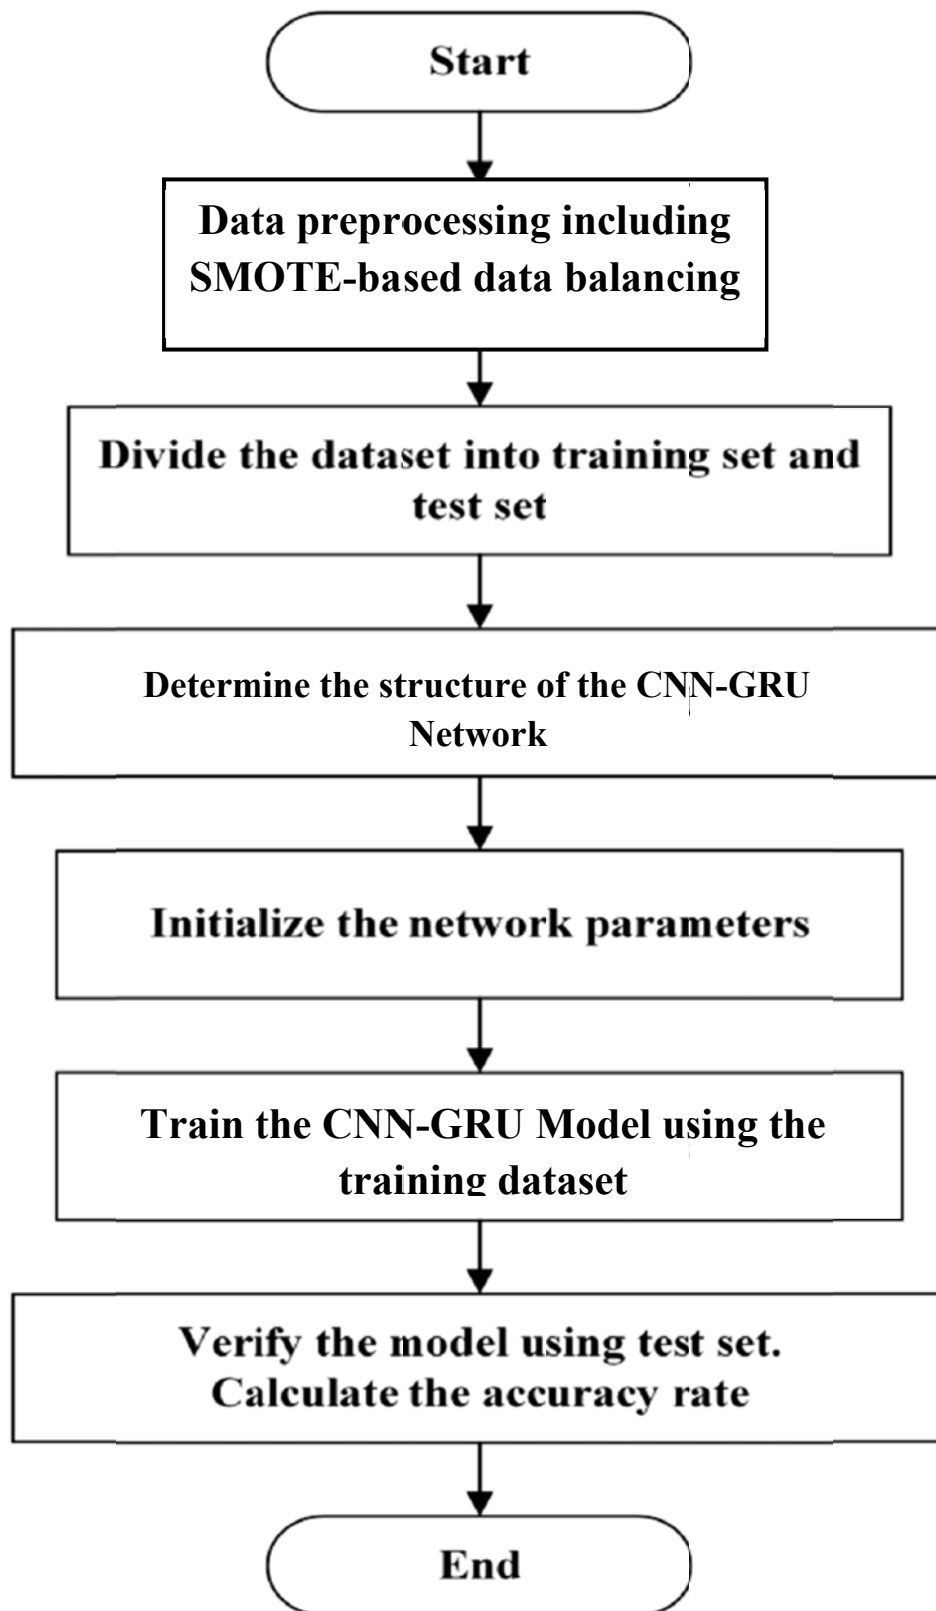 Start
Data preprocessing including
SMOTE-based data balancing
Divide the dataset into training set and
test set
Determine the structure of the CNN-GRU
Network
Initialize the network parameters
Train the CNN-GRU Model using the
training dataset
Verify the model using test set.
Calculate the accuracy rate
End